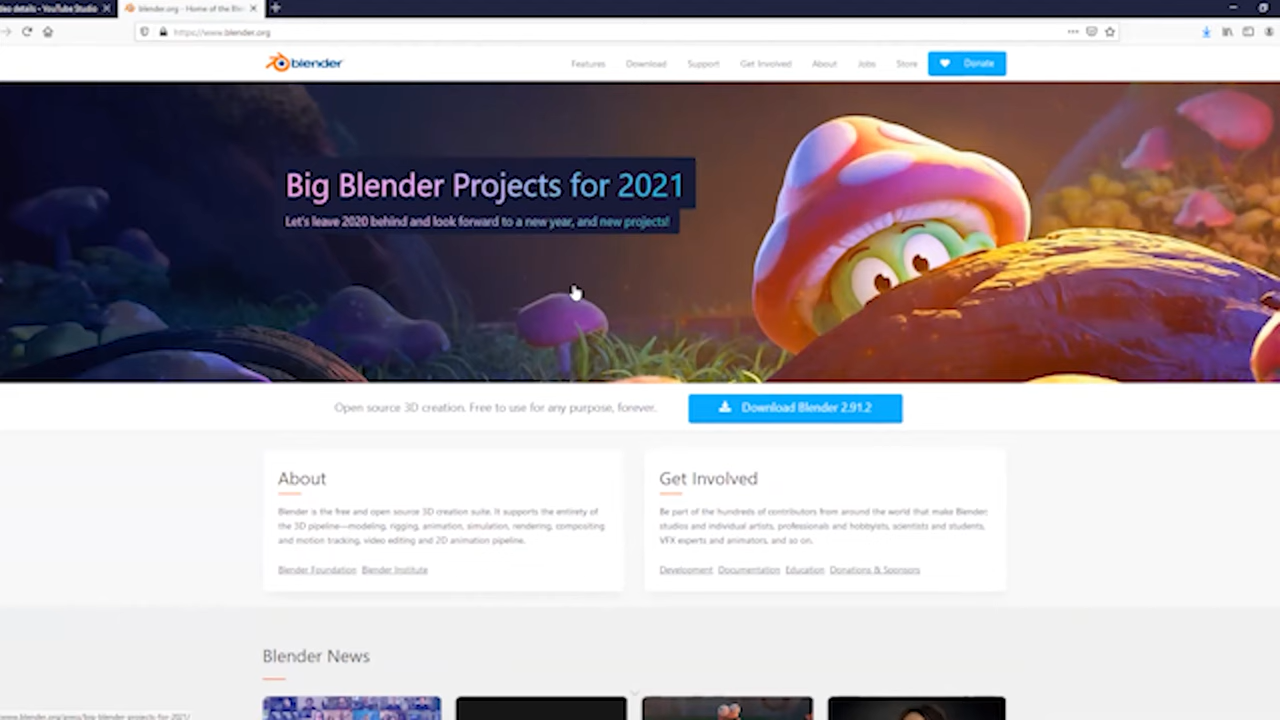 deo details - YouTube Studio
blender.org - Home of the Ble
https://www.blender.org
blender
Features Download Support Get Involved About Jobs Store Donate
Big Blender Projects for 2021
Let's leave 2020 behind and look forward to a new year, and new projects!
Open source 3D creation. Free to use for any purpose, forever.
Download Blender 2.91.2
About
Blender is the free and open source 3D creation suite. It supports the entirety of
the 3D pipeline—modeling, rigging, animation, simulation, rendering, compositing
and motion tracking, video editing and 2D animation pipeline.
Blender Foundation Blender Institute
Get Involved
Be part of the hundreds of contributors from around the world that make Blender;
studios and individual artists, professionals and hobbyists, scientists and students,
VFX experts and animators, and so on.
Development Documentation Education Donations & Sponsors
Blender News
www.blender.org/press/big-blender-projects-for-2021/